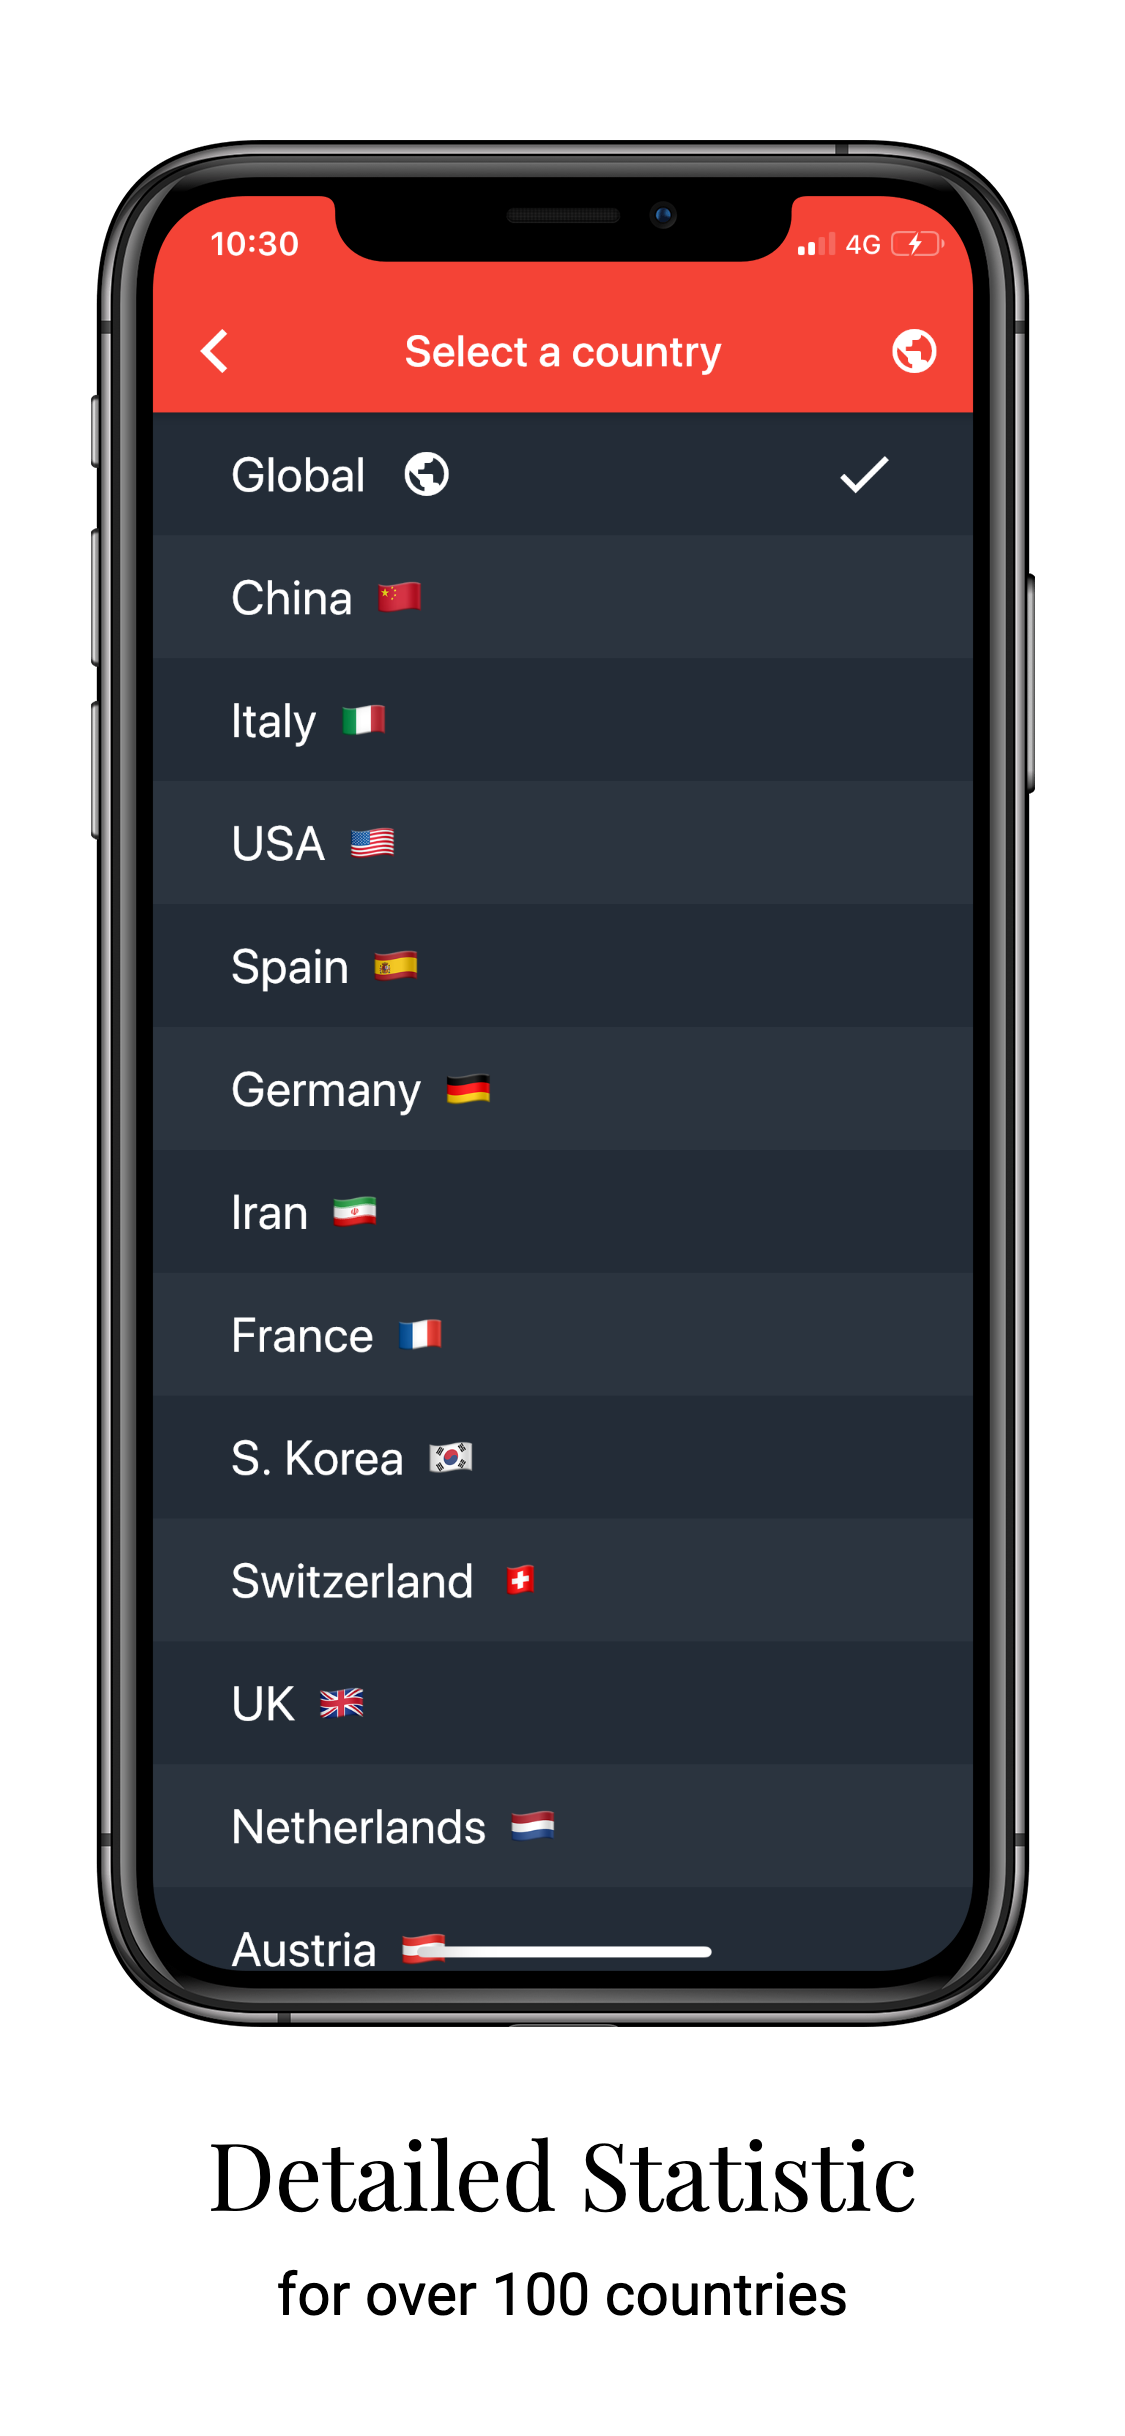 10:30
4G
Select a country
Global
China
Italy
USA
Spain
Germany
Iran
France
S. Korea
Switzerland
UK
Netherlands
Austria
Detailed Statistic
for over 100 countries